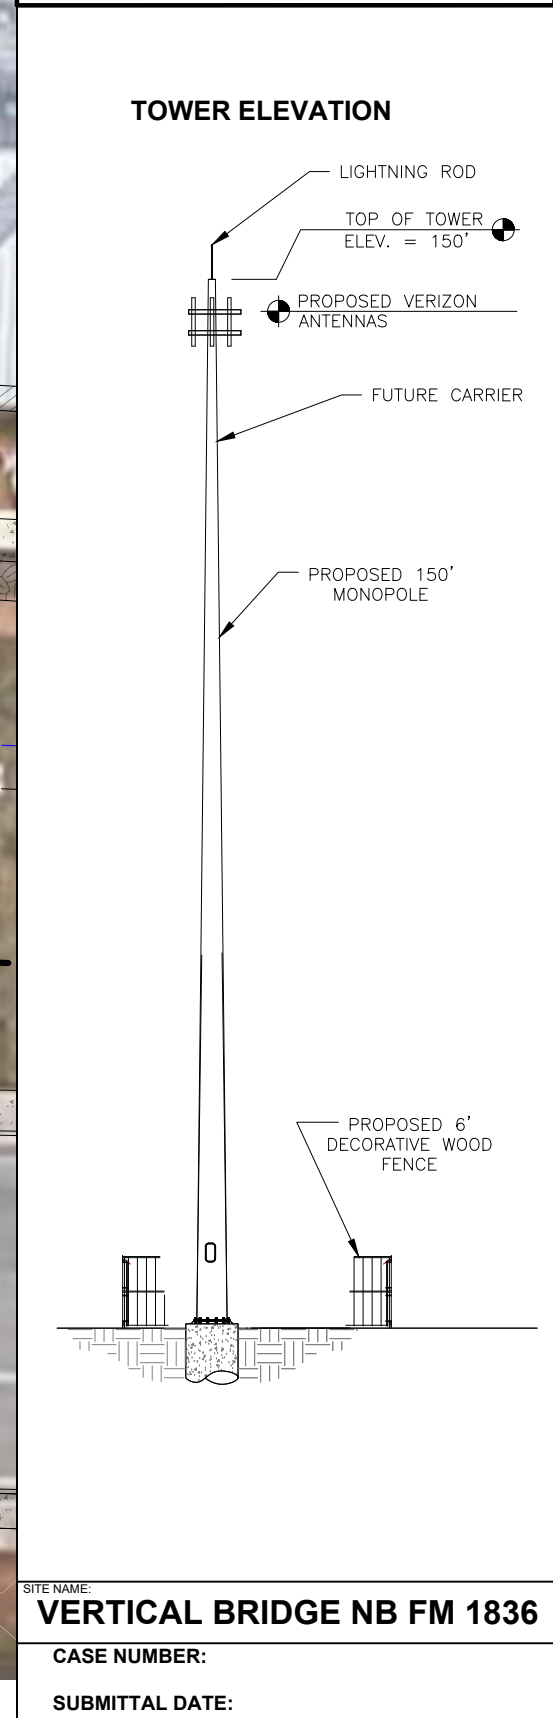 TOWER ELEVATION
LIGHTNING ROD
TOP OF TOWER
ELEV. = 150'
PROPOSED VERIZON
ANTENNAS
FUTURE CARRIER
PROPOSED 150'
MONOPOLE
PROPOSED 6'
DECORATIVE WOOD
FENCE
SITE NAME:
VERTICAL BRIDGE NB FM 1836
CASE NUMBER:
SUBMITTAL DATE: